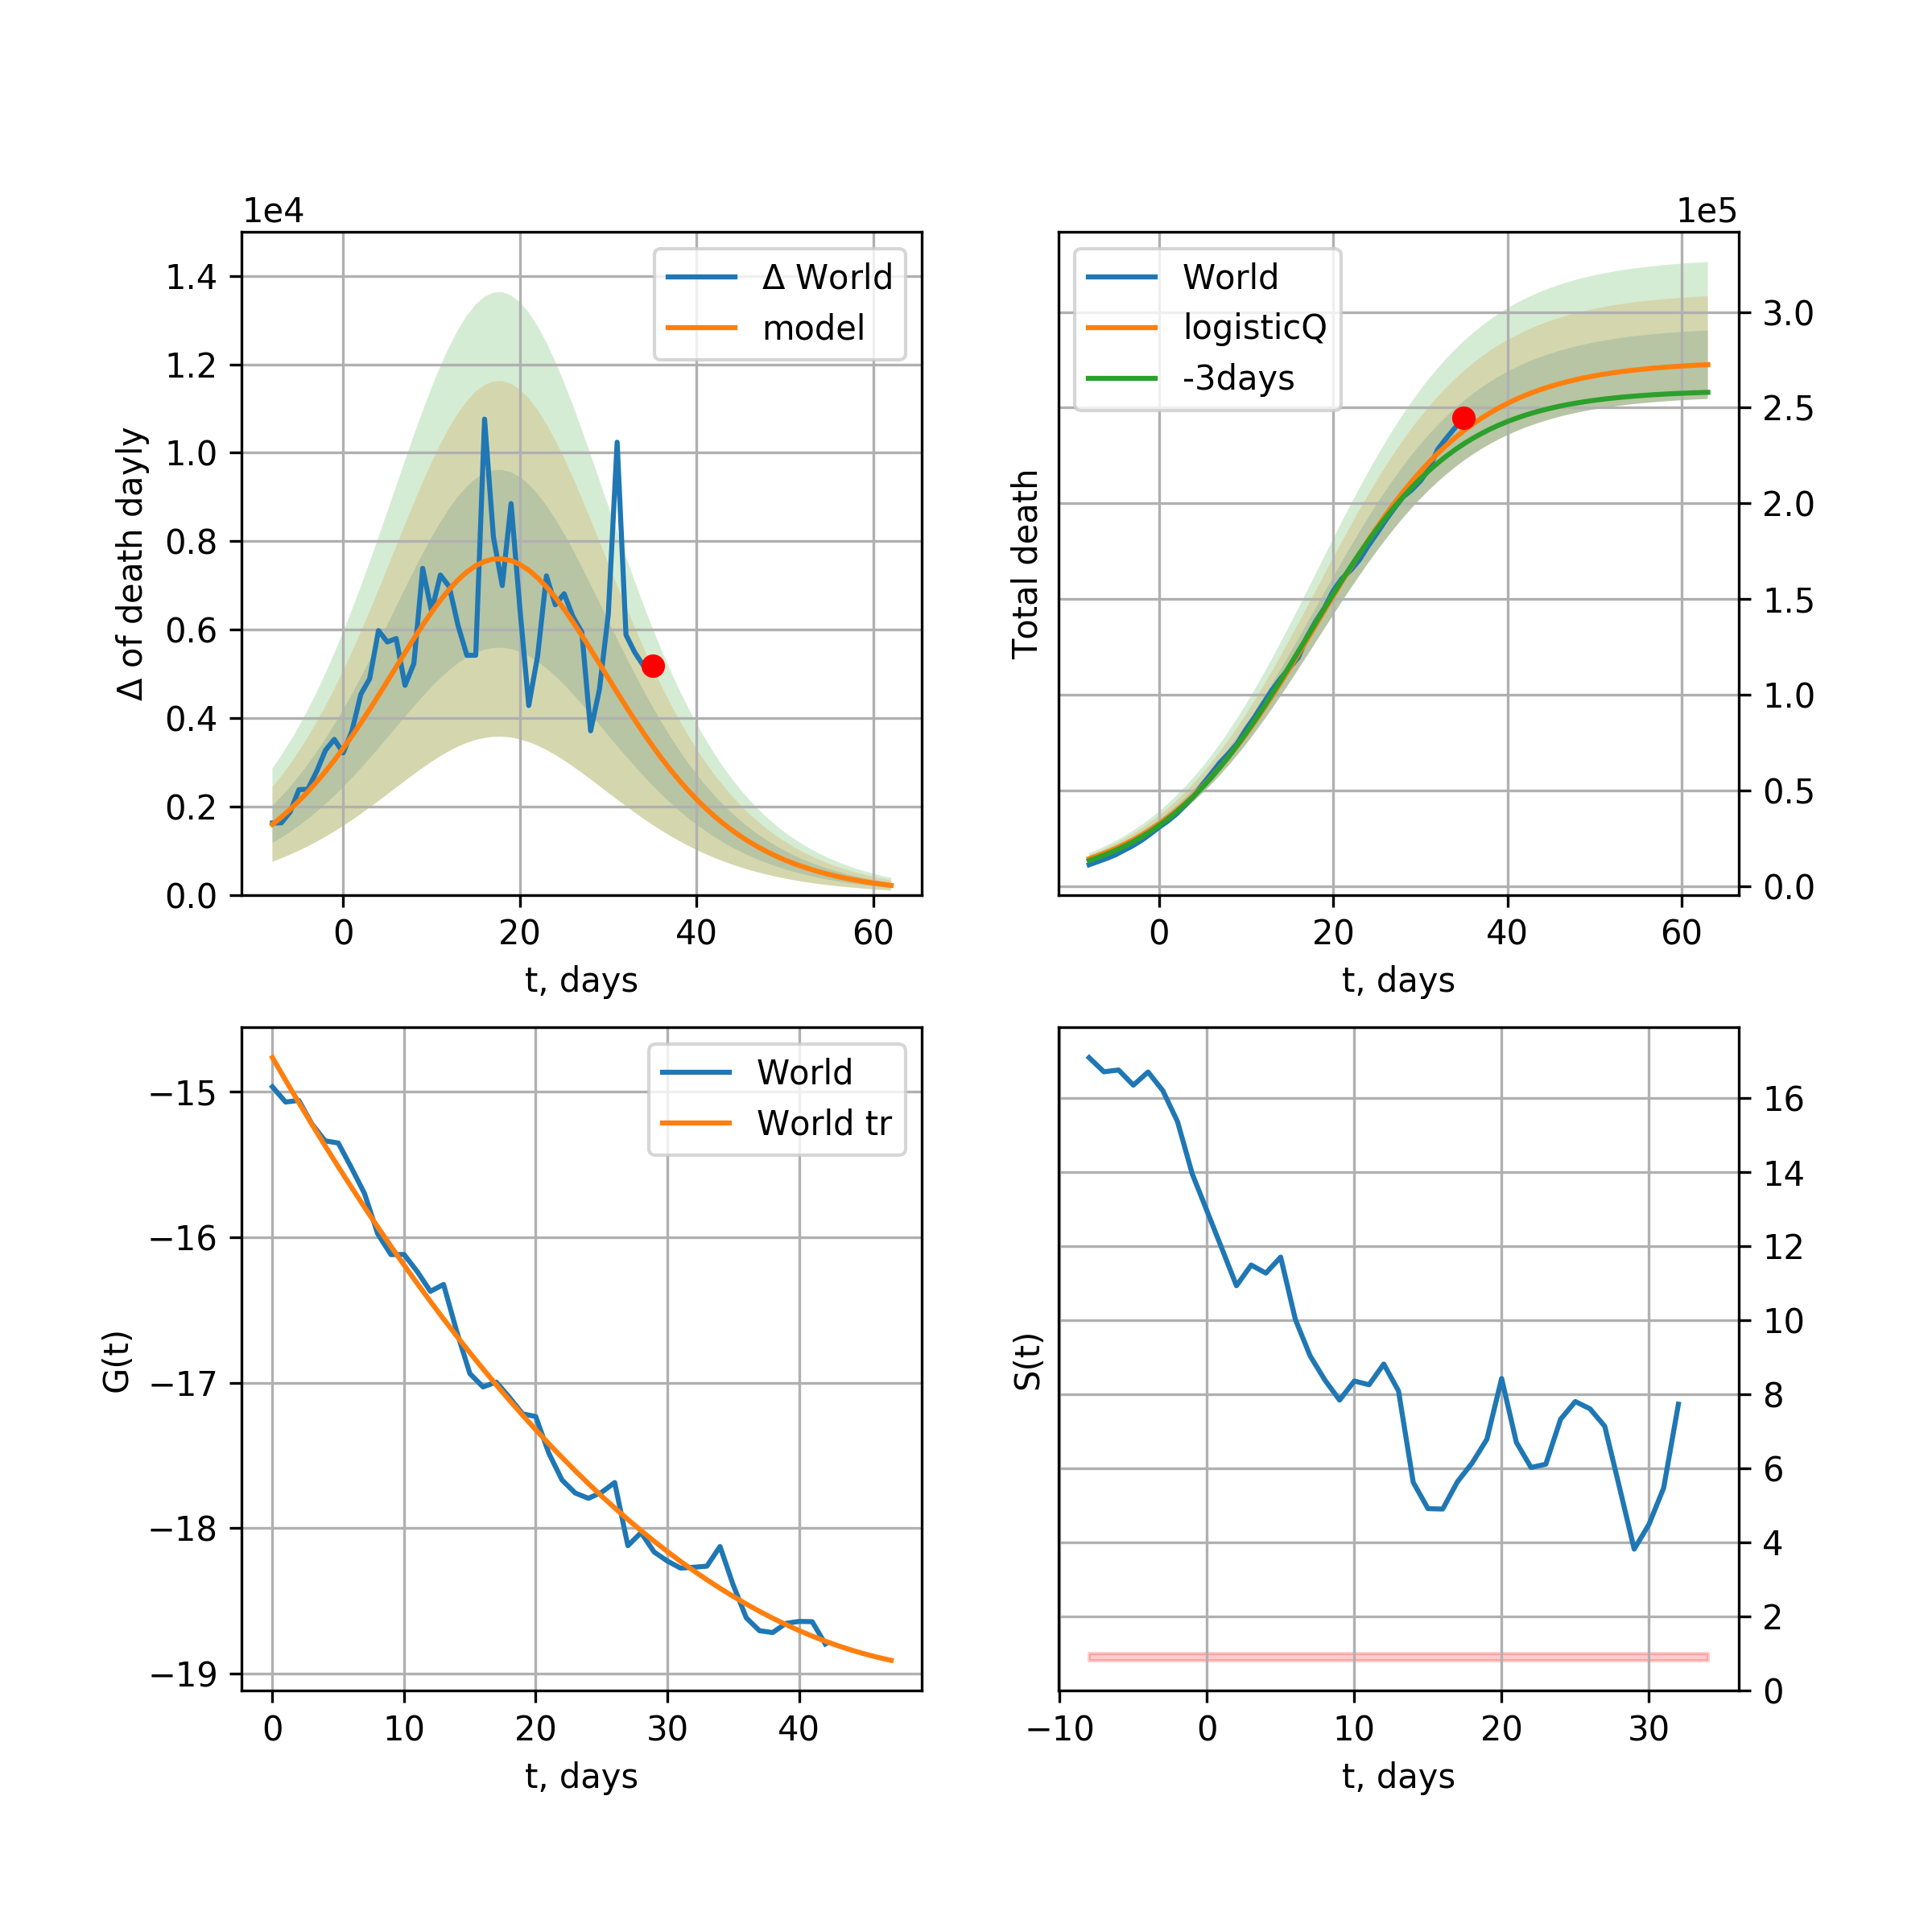 1e4
Δ of death dayly
1.4
1.2
1.0
0.8
0.6
0.4
0.2
0.0
Δ World
model
0 20 40 60
t, days
1e5
Total death
World
logisticQ
-3days
3.0
2.5
2.0
1.5
1.0
0.5
0.0
0 20 40 60
t, days
G(t)
−15
−16
−17
−18
−19
World
World tr
0 10 20 30 40
t, days
S(t)
16
14
12
10
8
6
4
2
0
−10 0 10 20 30
t, days